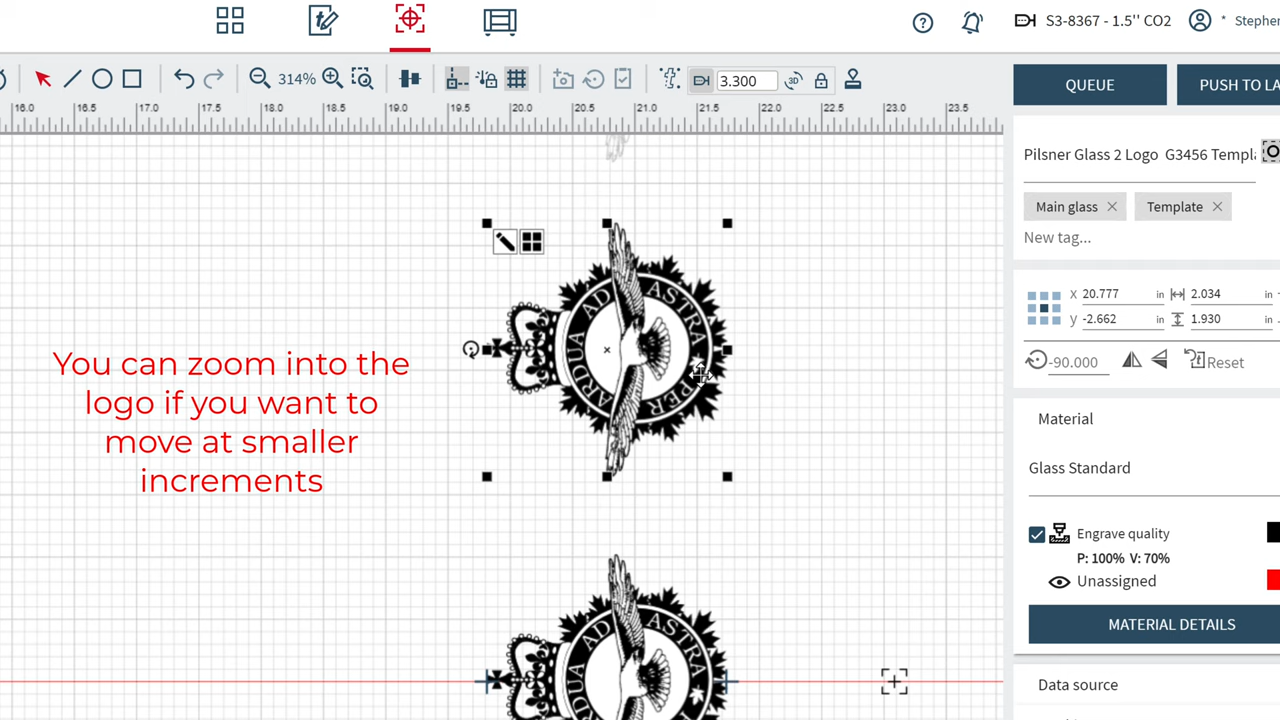 S3-8367 - 1.5'' CO2
* Stephen
314%
3.300
QUEUE
PUSH TO LA
16.0 16.5 17.0 17.5 18.0 18.5 19.0 19.5 20.0 20.5 21.0 21.5 22.0 22.5 23.0 23.5
Pilsner Glass 2 Logo G3456 Templa
Main glass
Template
New tag...
x 20.777 in 2.034 in
y -2.662 in 1.930 in
-90.000
Reset
Material
Glass Standard
Engrave quality
P: 100% V: 70%
Unassigned
MATERIAL DETAILS
Data source
You can zoom into the
logo if you want to
move at smaller
increments
PER ARDUA AD ASTRA
ARDUA AD ASTRA